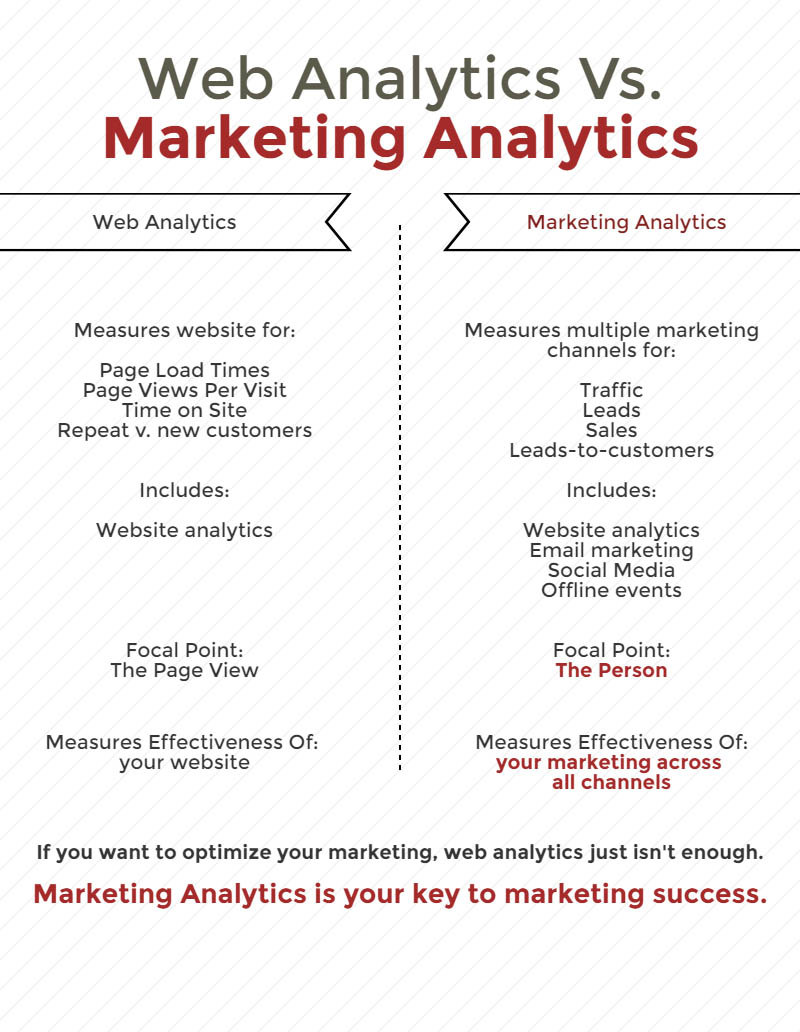 Web Analytics Vs.
Marketing Analytics
Web Analytics
Measures website for:
Page Load Times
Page Views Per Visit
Time on Site
Repeat v. new customers
Includes:
Website analytics
Focal Point:
The Page View
Measures Effectiveness Of:
your website
Marketing Analytics
Measures multiple marketing
channels for:
Traffic
Leads
Sales
Leads-to-customers
Includes:
Website analytics
Email marketing
Social Media
Offline events
Focal Point:
The Person
Measures Effectiveness Of:
your marketing across
all channels
If you want to optimize your marketing, web analytics just isn't enough.
Marketing Analytics is your key to marketing success.